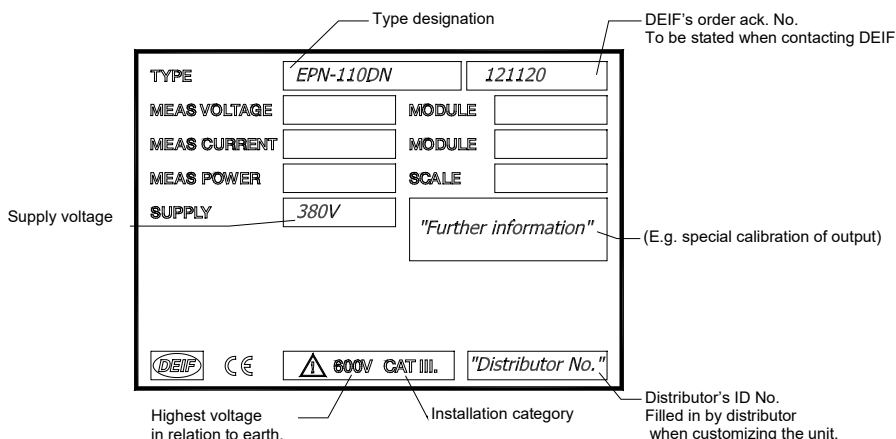 Type designation
DEIF's order ack. No.
To be stated when contacting DEIF
TYPE EPN-110DN 121120
MEAS VOLTAGE MODULE
MEAS CURRENT MODULE
MEAS POWER SCALE
Supply voltage SUPPLY 380V
"Further information" (E.g. special calibration of output)
DEIF CE 600V CAT III. "Distributor No."
Highest voltage
in relation to earth.
Installation category
Distributor's ID No.
Filled in by distributor
when customizing the unit.